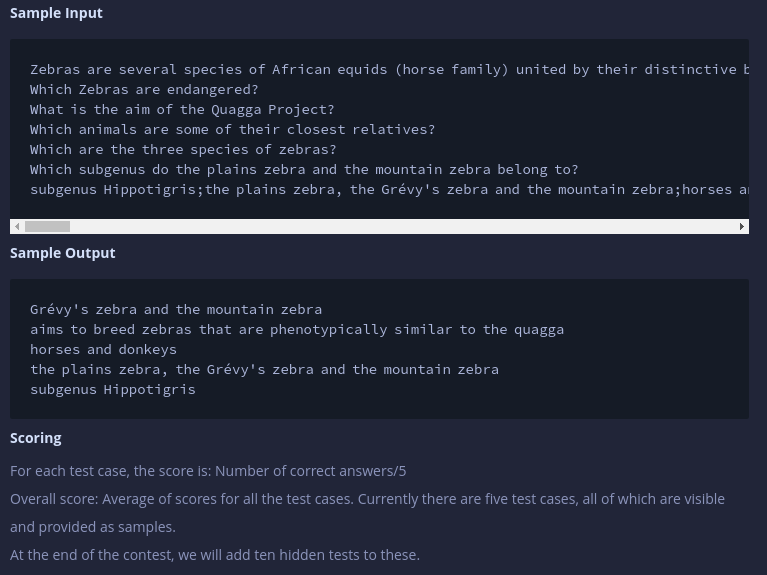 Sample Input
Zebras are several species of African equids (horse family) united by their distinctive b
Which Zebras are endangered?
What is the aim of the Quagga Project?
Which animals are some of their closest relatives?
Which are the three species of zebras?
Which subgenus do the plains zebra and the mountain zebra belong to?
subgenus Hippotigris;the plains zebra, the Grévy's zebra and the mountain zebra;horses a
Sample Output
Grévy's zebra and the mountain zebra
aims to breed zebras that are phenotypically similar to the quagga
horses and donkeys
the plains zebra, the Grévy's zebra and the mountain zebra
subgenus Hippotigris
Scoring
For each test case, the score is: Number of correct answers/5
Overall score: Average of scores for all the test cases. Currently there are five test cases, all of which are visible
and provided as samples.
At the end of the contest, we will add ten hidden tests to these.